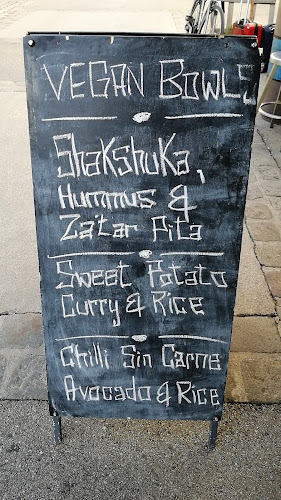 VEGAN BOWLS
Shakshuka,
Hummus &
Za'tar Pita
Sweet Potato
Curry & Rice
Chilli Sin Carne
Avocado & Rice